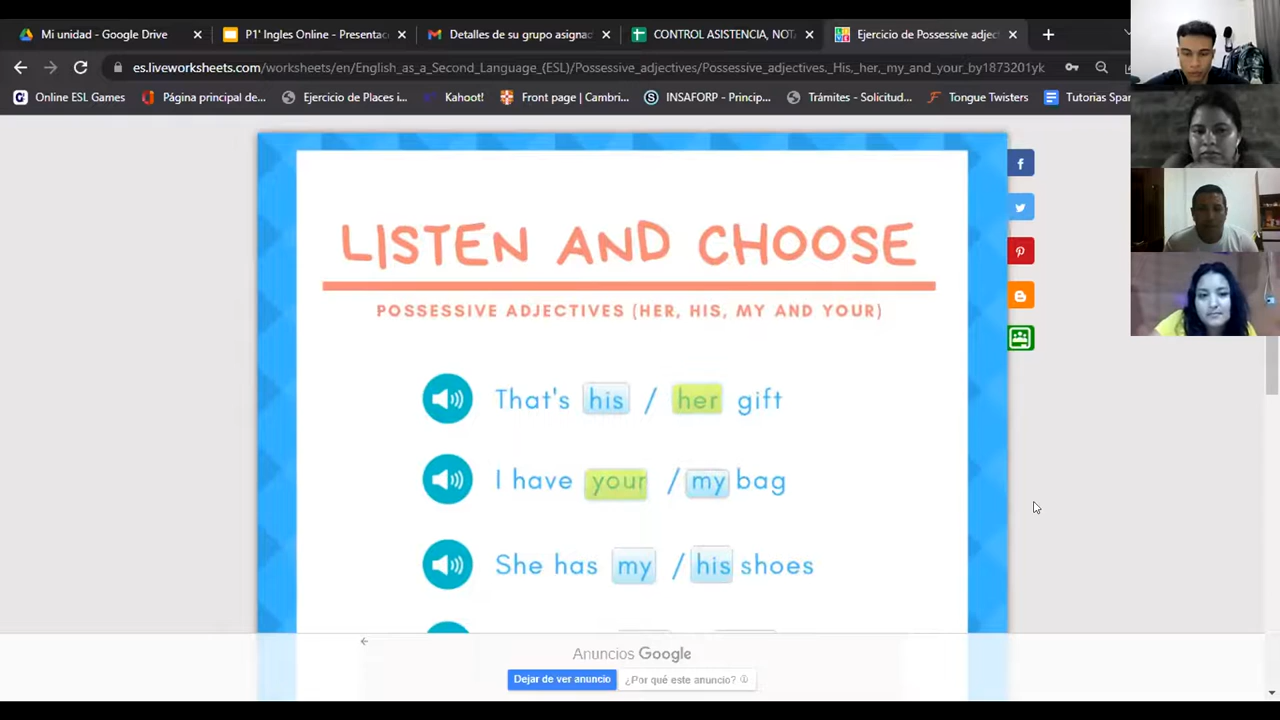 Mi unidad - Google Drive
P1' Ingles Online - Presentac
Detalles de su grupo asignad
CONTROL ASISTENCIA, NOTA
Ejercicio de Possessive adject
es.liveworksheets.com/worksheets/en/English_as_a_Second_Language_(ESL)/Possessive_adjectives/Possessive_adjectives,_His,_her,_my_and_your_by1873201yk
Online ESL Games
Página principal de...
Ejercicio de Places i...
Kahoot!
Front page | Cambri...
INSAFORP - Princip...
Trámites - Solicitud...
Tongue Twisters
Tutorias Spar
LISTEN AND CHOOSE
POSSESSIVE ADJECTIVES (HER, HIS, MY AND YOUR)
That's his / her gift
I have your / my bag
She has my / his shoes
Anuncios Google
Dejar de ver anuncio
¿Por qué este anuncio?